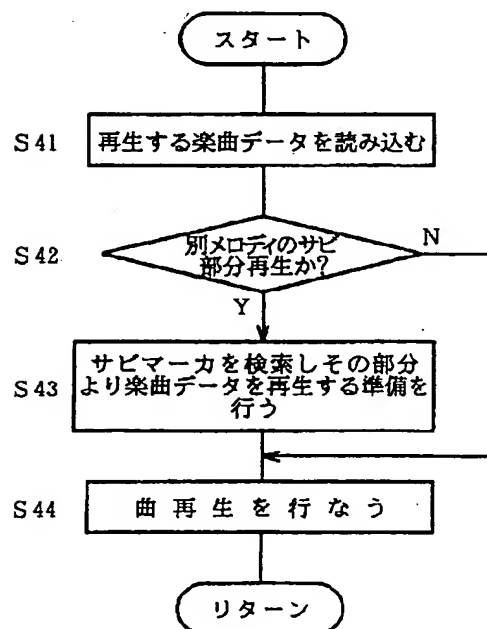 スタート
S41
再生する楽曲データを読み込む
S42
別メロディのサビ
部分再生か?
N
Y
S43
サビマーカを検索しその部分
より楽曲データを再生する準備を
行う
S44
曲再生を行なう
リターン